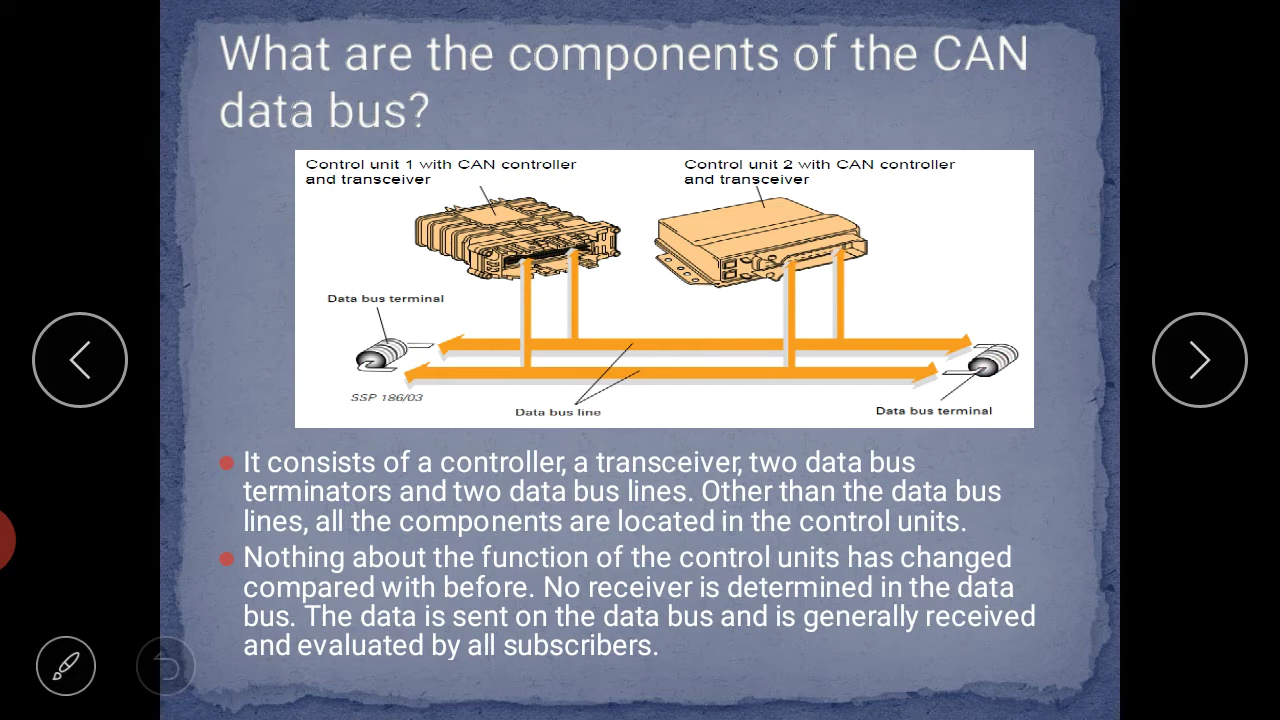 What are the components of the CAN
data bus?
Control unit 1 with CAN controller
and transceiver
Control unit 2 with CAN controller
and transceiver
Data bus terminal
SSP 186/03
Data bus line
Data bus terminal
It consists of a controller, a transceiver, two data bus
terminators and two data bus lines. Other than the data bus
lines, all the components are located in the control units.
Nothing about the function of the control units has changed
compared with before. No receiver is determined in the data
bus. The data is sent on the data bus and is generally received
and evaluated by all subscribers.